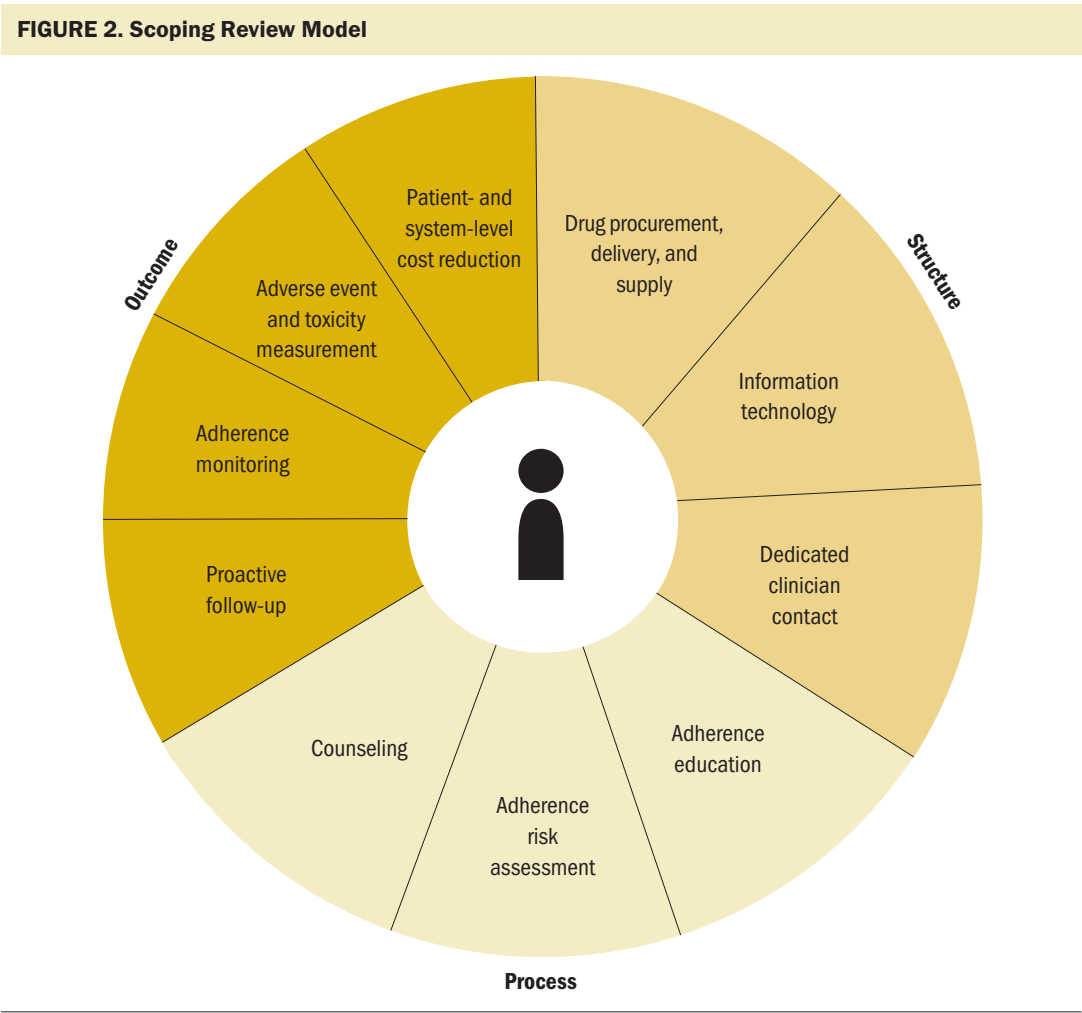 FIGURE 2. Scoping Review Model
Patient- and
system-level
cost reduction
Drug procurement,
delivery, and
supply
Structure
Outcome
Adverse event
and toxicity
measurement
Information
technology
Adherence
monitoring
Dedicated
clinician
contact
Proactive
follow-up
Adherence
education
Counseling
Adherence
risk
assessment
Process